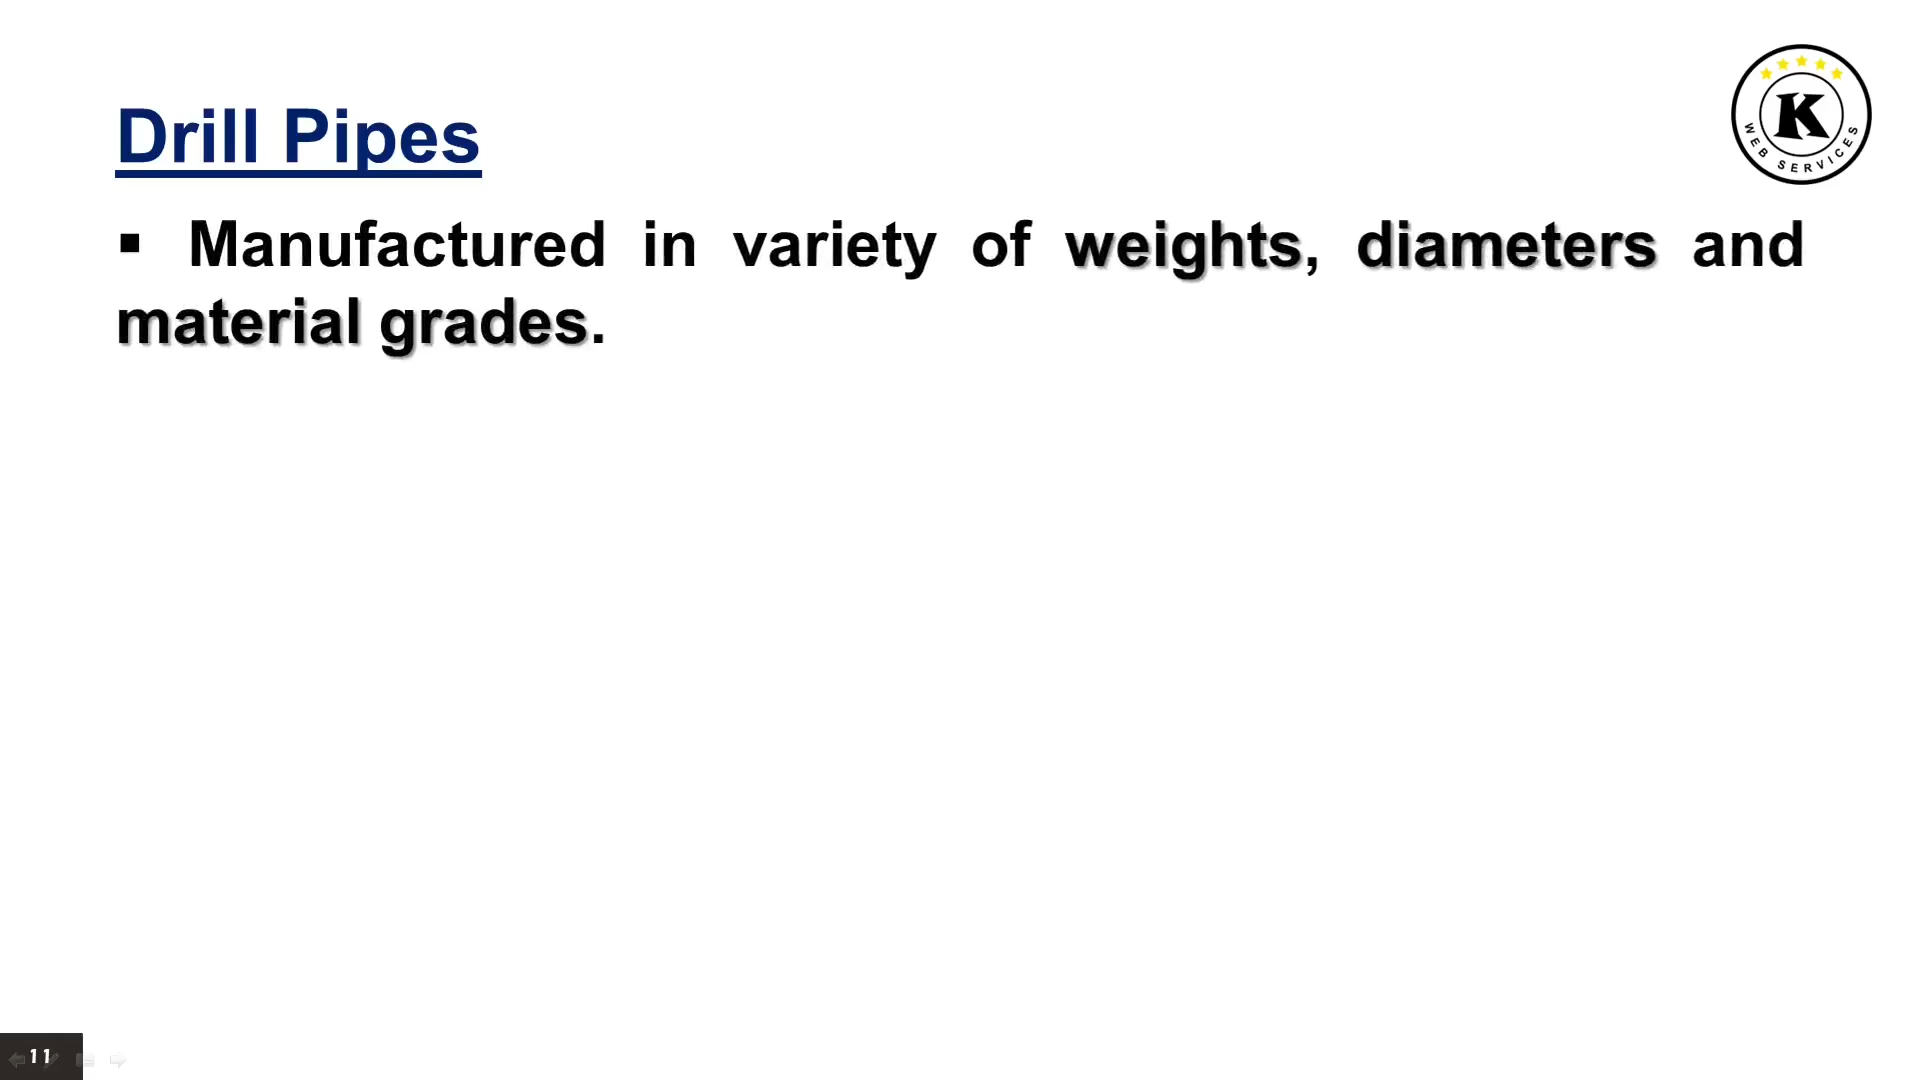 Drill Pipes
▪ Manufactured in variety of weights, diameters and
material grades.
K
WEB SERVICES
11